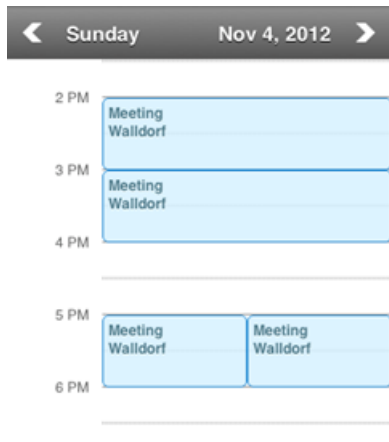 Sunday Nov 4, 2012
2 PM
Meeting
Walldorf
3 PM
Meeting
Walldorf
4 PM
5 PM
Meeting
Walldorf
Meeting
Walldorf
6 PM